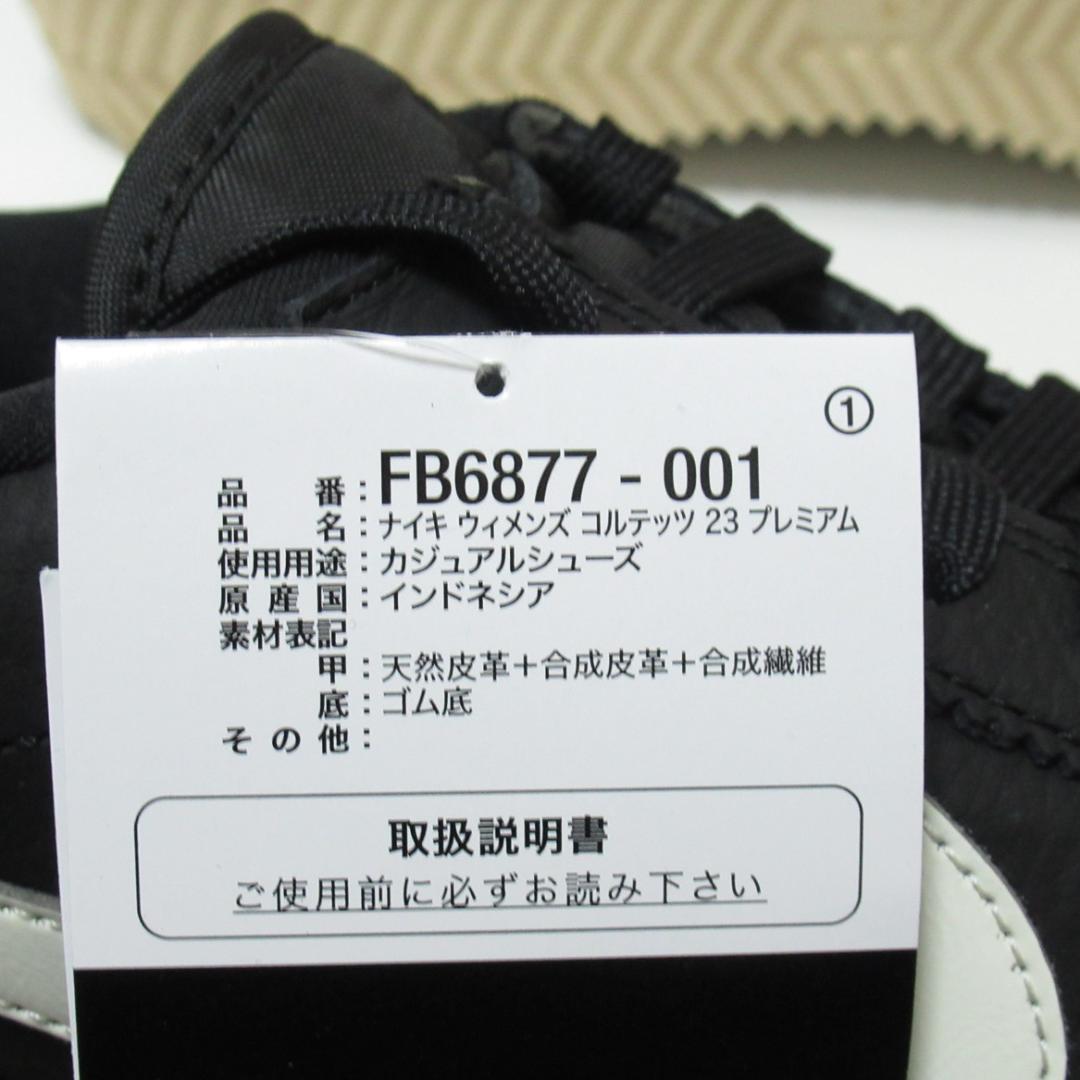 ①
品番：FB6877 - 001
品名：ナイキ ウィメンズ コルテッツ 23 プレミアム
使用用途：カジュアルシューズ
原産国：インドネシア
素材表記
甲：天然皮革＋合成皮革＋合成繊維
底：ゴム底
その他：
取扱説明書
ご使用前に必ずお読み下さい